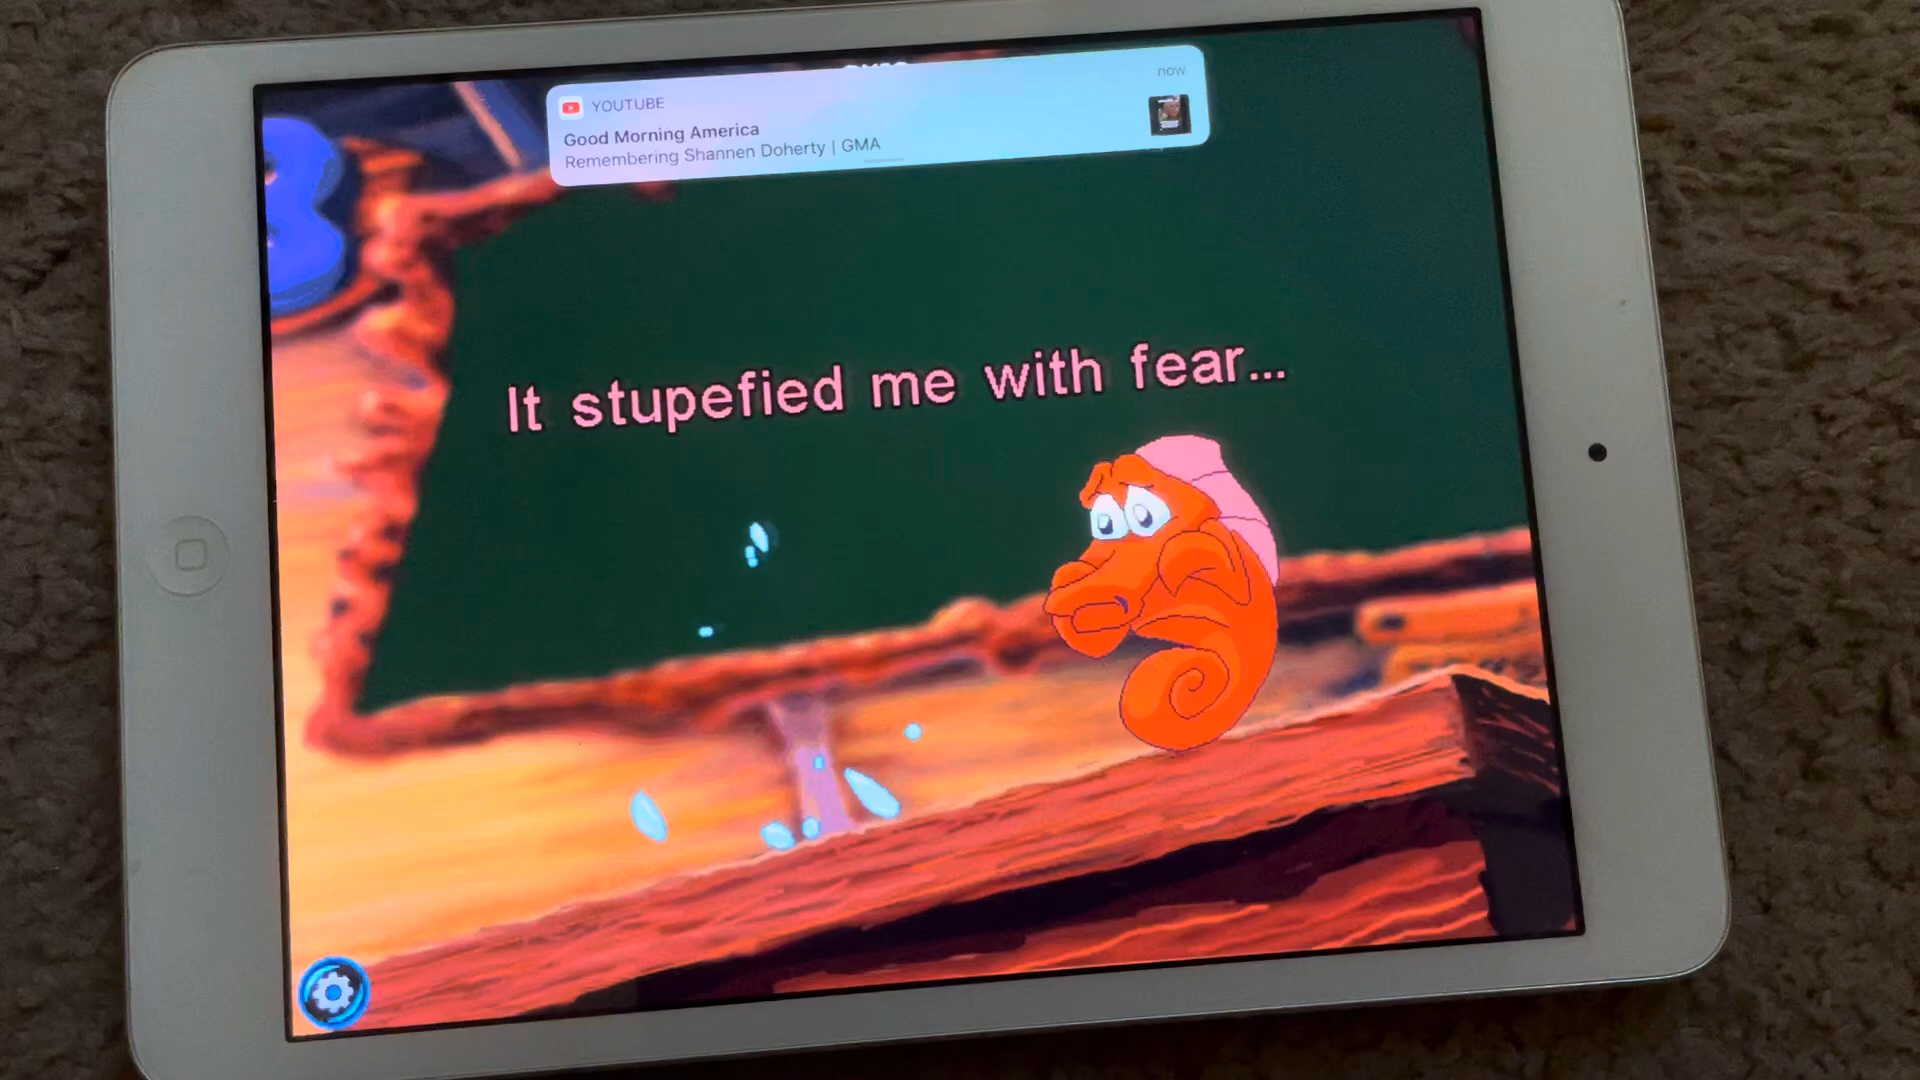 YOUTUBE
now
Good Morning America
Remembering Shannen Doherty | GMA
It stupefied me with fear...